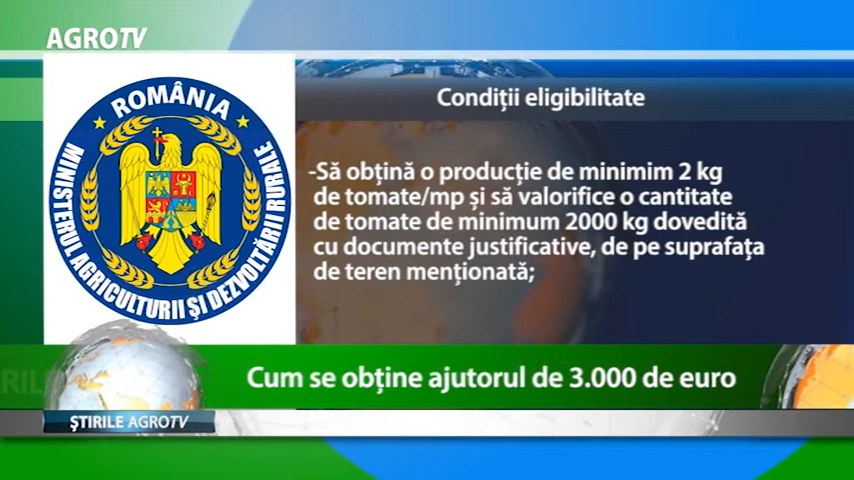 AGROTV
ROMÂNIA
MINISTERUL AGRICULTURII ȘI DEZVOLTĂRII RURALE
Condiții eligibilitate
-Să obțină o producție de minimim 2 kg
de tomate/mp și să valorifice o cantitate
de tomate de minimum 2000 kg dovedită
cu documente justificative, de pe suprafața
de teren menționată;
Cum se obține ajutorul de 3.000 de euro
ȘTIRILE AGROTV